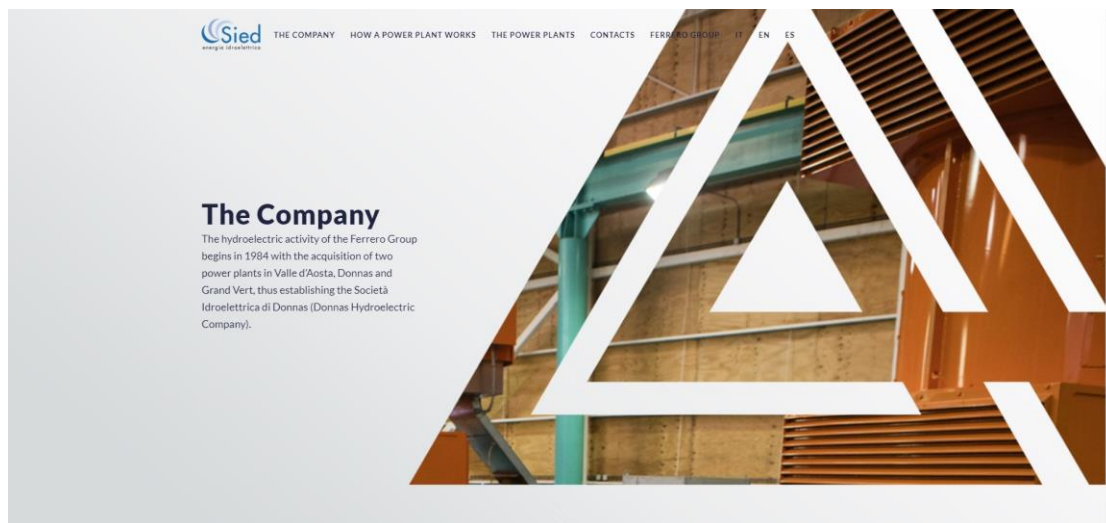 Sied
energia idroelettrica
THE COMPANY HOW A POWER PLANT WORKS THE POWER PLANTS CONTACTS FERRERO GROUP IT EN ES
The Company
The hydroelectric activity of the Ferrero Group
begins in 1984 with the acquisition of two
power plants in Valle d'Aosta, Donnas and
Grand Vert, thus establishing the Società
Idroelettrica di Donnas (Donnas Hydroelectric
Company).